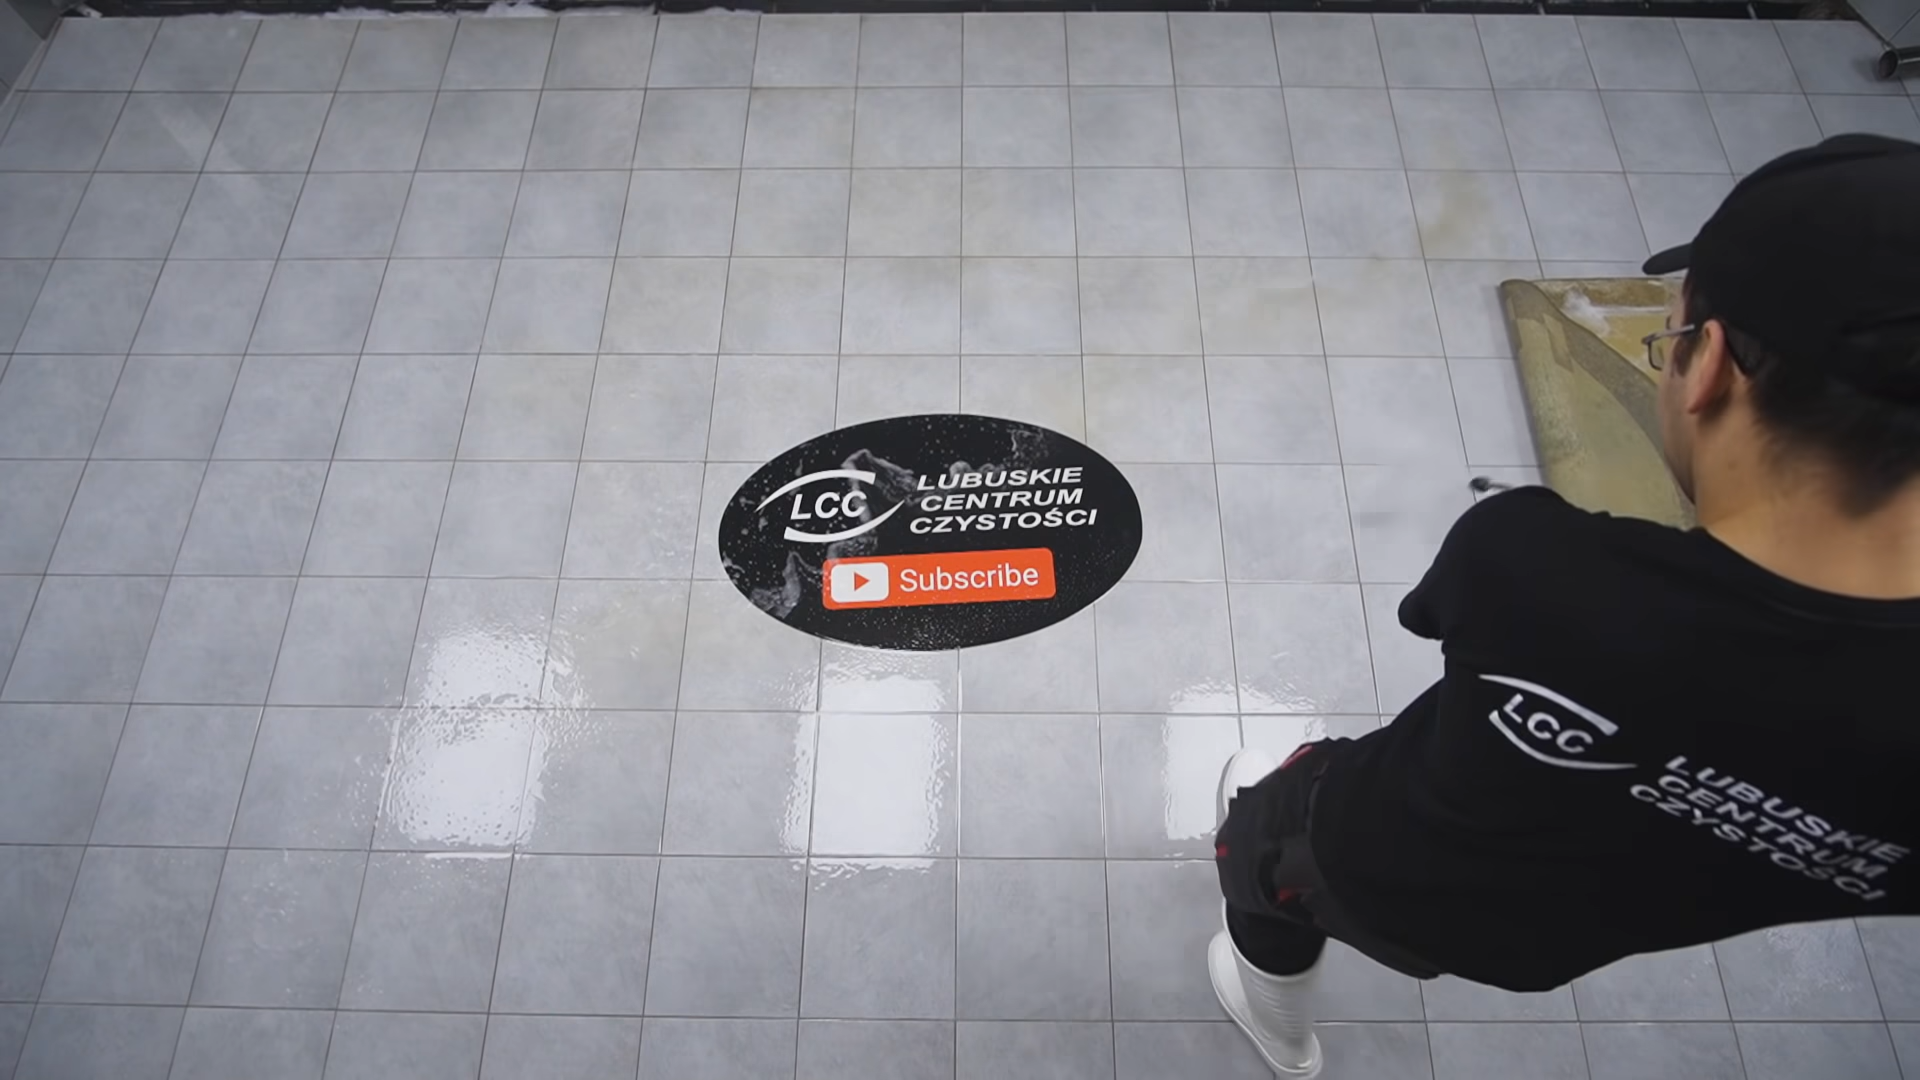 LCC
LUBUSKIE
CENTRUM
CZYSTOŚCI
Subscribe
LCC
LUBUSKIE
CENTRUM
CZYSTOŚCI